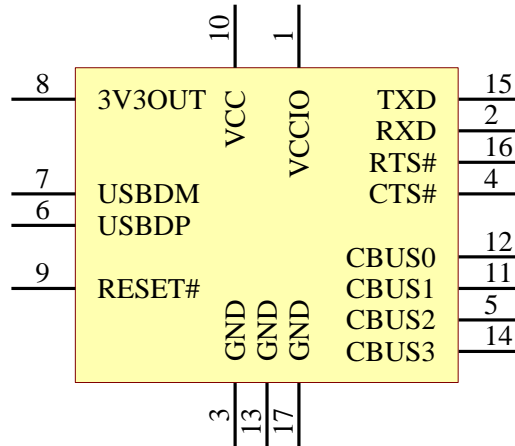 10 1
VCC VCCIO
8 3V3OUT TXD 15
RXD 2
RTS# 16
7 USBDM CTS# 4
6 USBDP
CBUS0 12
9 RESET# CBUS1 11
CBUS2 5
CBUS3 14
GND GND GND
3 13 17